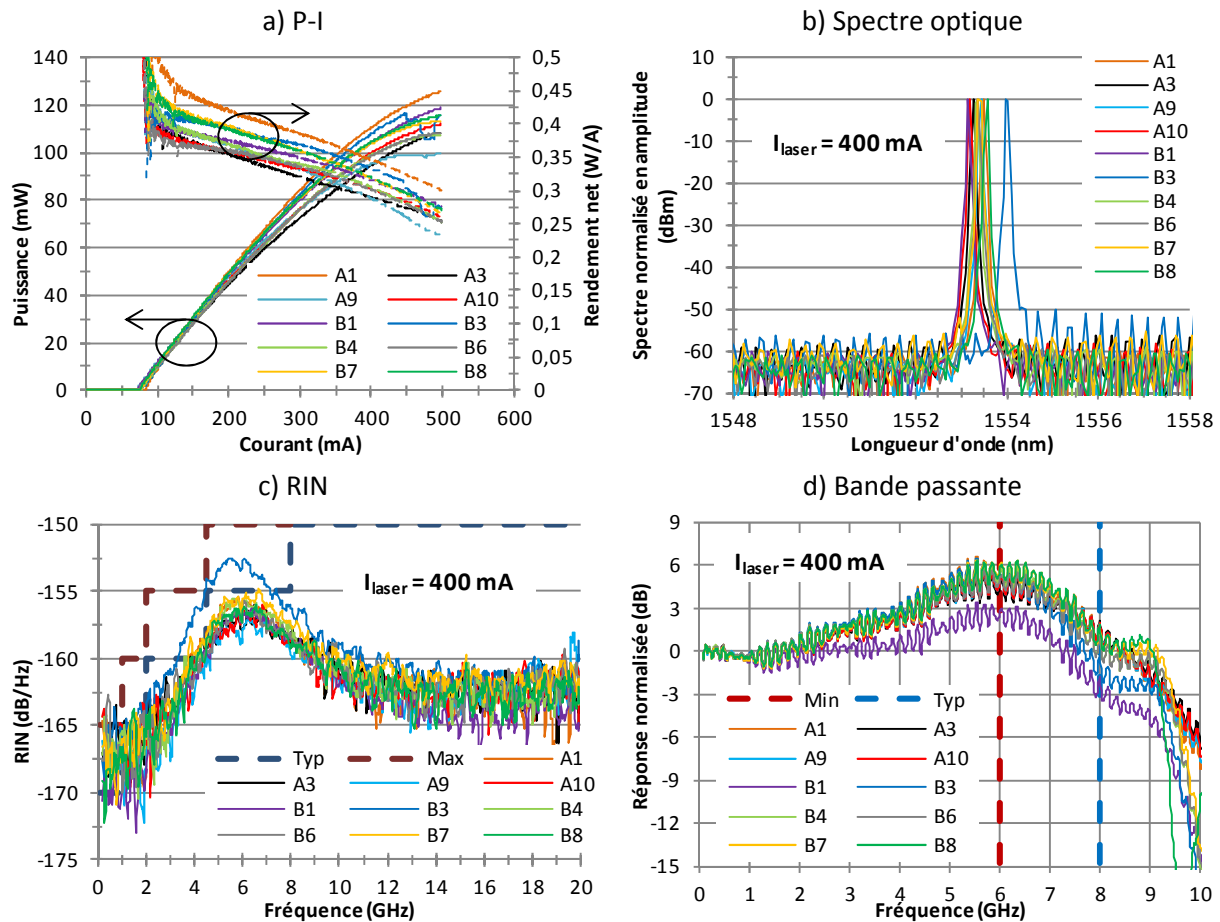 a) P-I
Puissance (mW)
140
120
100
80
60
40
20
0
0,5
0,45
0,4
0,35
0,3
0,25
0,2
0,15
0,1
0,05
0
Rendement net (W/A)
A1 A3
A9 A10
B1 B3
B4 B6
B7 B8
0 100 200 300 400 500 600
Courant (mA)
b) Spectre optique
Spectre normalisé en amplitude
(dBm)
10
0
-10
-20
-30
-40
-50
-60
-70
I laser = 400 mA
A1
A3
A9
A10
B1
B3
B4
B6
B7
B8
1548 1550 1552 1554 1556 1558
Longueur d'onde (nm)
c) RIN
RIN (dB/Hz)
-150
-155
-160
-165
-170
-175
I laser = 400 mA
Typ Max A1
A3 A9 A10
B1 B3 B4
B6 B7 B8
0 2 4 6 8 10 12 14 16 18 20
Fréquence (GHz)
d) Bande passante
Réponse normalisée (dB)
9
6
3
0
-3
-6
-9
-12
-15
I laser = 400 mA
Min Typ
A1 A3
A9 A10
B1 B3
B4 B6
B7 B8
0 1 2 3 4 5 6 7 8 9 10
Fréquence (GHz)